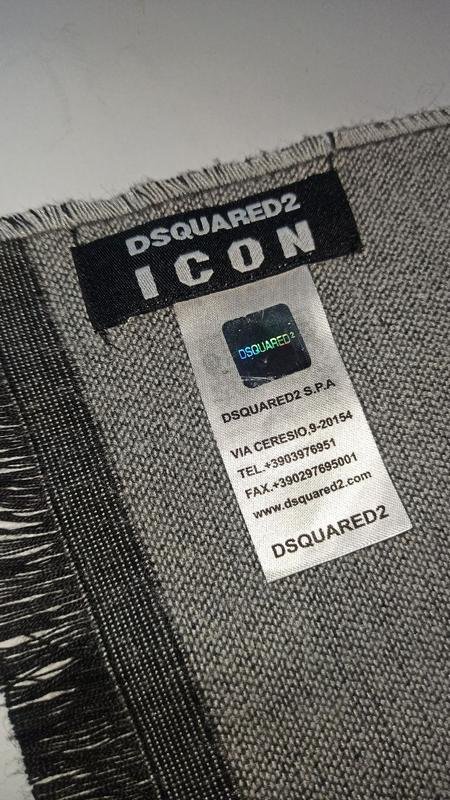 DSQUARED2
ICON
DSQUARED²
DSQUARED2 S.P.A
VIA CERESIO,9-20154
TEL.+3903976951
FAX.+390297695001
www.dsquared2.com
DSQUARED2